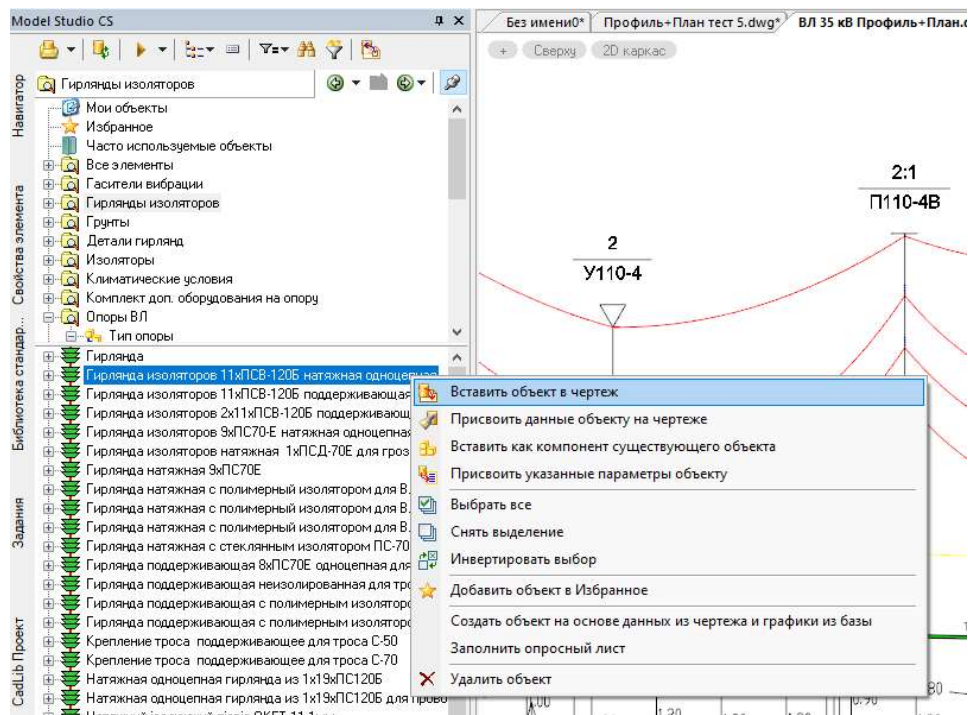 Model Studio CS
Без имени0*
Профиль+План тест 5.dwg*
ВЛ 35 кВ Профиль+План.
+
Сверху
2D каркас
Навигатор
Свойства элемента
Библиотека стандар...
Задания
CadLib Проект
Гирлянды изоляторов
Мои объекты
Избранное
Часто используемые объекты
Все элементы
Гасители вибрации
Гирлянды изоляторов
Грунты
Детали гирлянд
Изоляторы
Климатические условия
Комплект доп. оборудования на опору
Опоры ВЛ
Тип опоры
Гирлянда
Гирлянда изоляторов 11хПСВ-120Б натяжная одноцепная
Гирлянда изоляторов 11хПСВ-120Б поддерживающая
Гирлянда изоляторов 2х11хПСВ-120Б поддерживающ
Гирлянда изоляторов 9хПС70-Е натяжная одноцепная
Гирлянда изоляторов натяжная 1хПСД-70Е для гроз
Гирлянда натяжная 9хПС70Е
Гирлянда натяжная с полимерный изолятором для В.
Гирлянда натяжная с полимерный изолятором для В.
Гирлянда натяжная с полимерный изолятором для В.
Гирлянда натяжная с стеклянным изолятором ПС-70
Гирлянда поддерживающая 8хПС70Е одноцепная для
Гирлянда поддерживающая неизолированная для тро
Гирлянда поддерживающая с полимерным изоляторо
Гирлянда поддерживающая с полимерным изоляторо
Крепление троса поддерживающее для троса С-50
Крепление троса поддерживающее для троса С-70
Натяжная одноцепная гирлянда из 1х19хПС120Б
Натяжная одноцепная гирлянда из 1х19хПС120Б для прово
Вставить объект в чертеж
Присвоить данные объекту на чертеже
Вставить как компонент существующего объекта
Присвоить указанные параметры объекту
Выбрать все
Снять выделение
Инвертировать выбор
Добавить объект в Избранное
Создать объект на основе данных из чертежа и графики из базы
Заполнить опросный лист
Удалить объект
2
У110-4
2:1
П110-4В